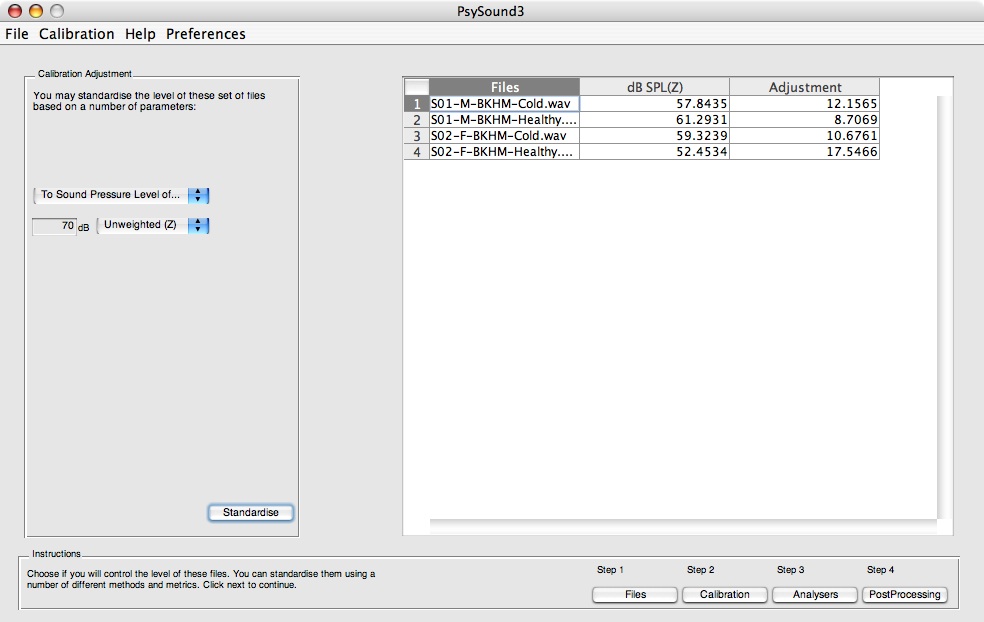 PsySound3
File Calibration Help Preferences
Calibration Adjustment
You may standardise the level of these set of files
based on a number of parameters:
To Sound Pressure Level of...
70 dB Unweighted (Z)
Standardise
Files dB SPL(Z) Adjustment
1 S01-M-BKHM-Cold.wav 57.8435 12.1565
2 S01-M-BKHM-Healthy.... 61.2931 8.7069
3 S02-F-BKHM-Cold.wav 59.3239 10.6761
4 S02-F-BKHM-Healthy.... 52.4534 17.5466
Instructions
Choose if you will control the level of these files. You can standardise them using a
number of different methods and metrics. Click next to continue.
Step 1 Step 2 Step 3 Step 4
Files Calibration Analysers PostProcessing